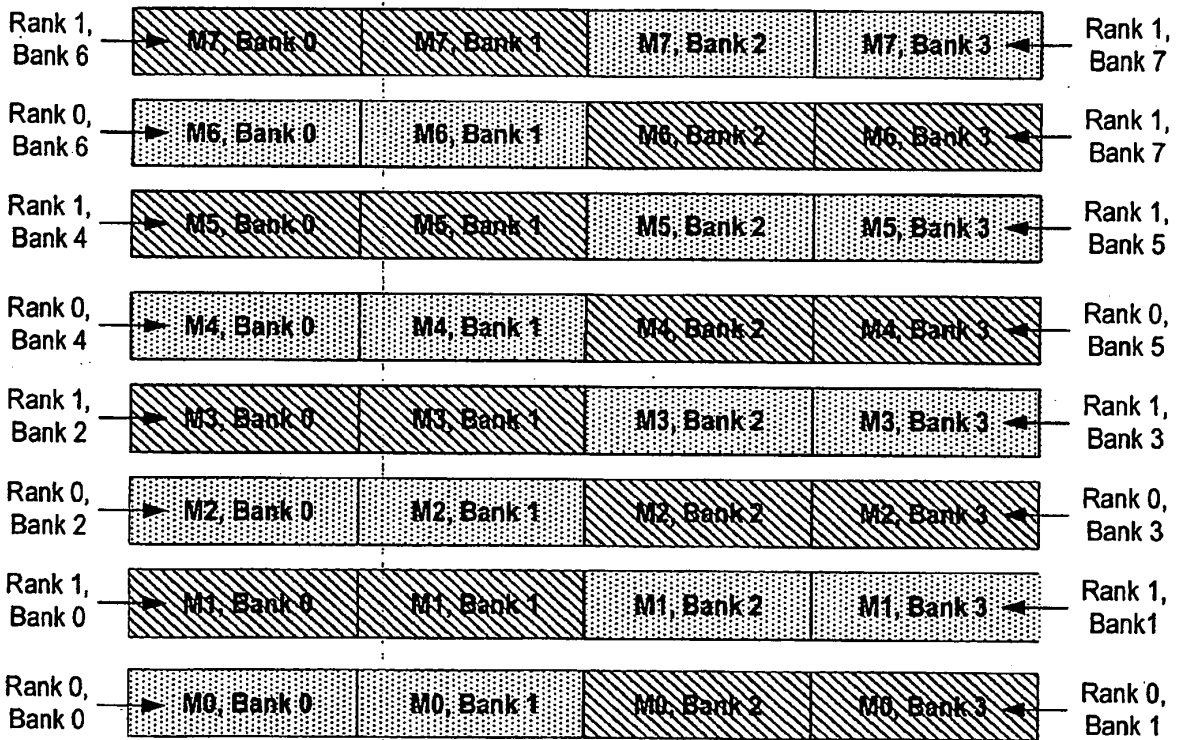 Rank 1, Bank 6
M7, Bank 0 M7, Bank 1 M7, Bank 2 M7, Bank 3
Rank 1, Bank 7
Rank 0, Bank 6
M6, Bank 0 M6, Bank 1 M6, Bank 2 M6, Bank 3
Rank 1, Bank 7
Rank 1, Bank 4
M5, Bank 0 M5, Bank 1 M5, Bank 2 M5, Bank 3
Rank 1, Bank 5
Rank 0, Bank 4
M4, Bank 0 M4, Bank 1 M4, Bank 2 M4, Bank 3
Rank 0, Bank 5
Rank 1, Bank 2
M3, Bank 0 M3, Bank 1 M3, Bank 2 M3, Bank 3
Rank 1, Bank 3
Rank 0, Bank 2
M2, Bank 0 M2, Bank 1 M2, Bank 2 M2, Bank 3
Rank 0, Bank 3
Rank 1, Bank 0
M1, Bank 0 M1, Bank 1 M1, Bank 2 M1, Bank 3
Rank 1, Bank1
Rank 0, Bank 0
M0, Bank 0 M0, Bank 1 M0, Bank 2 M0, Bank 3
Rank 0, Bank 1